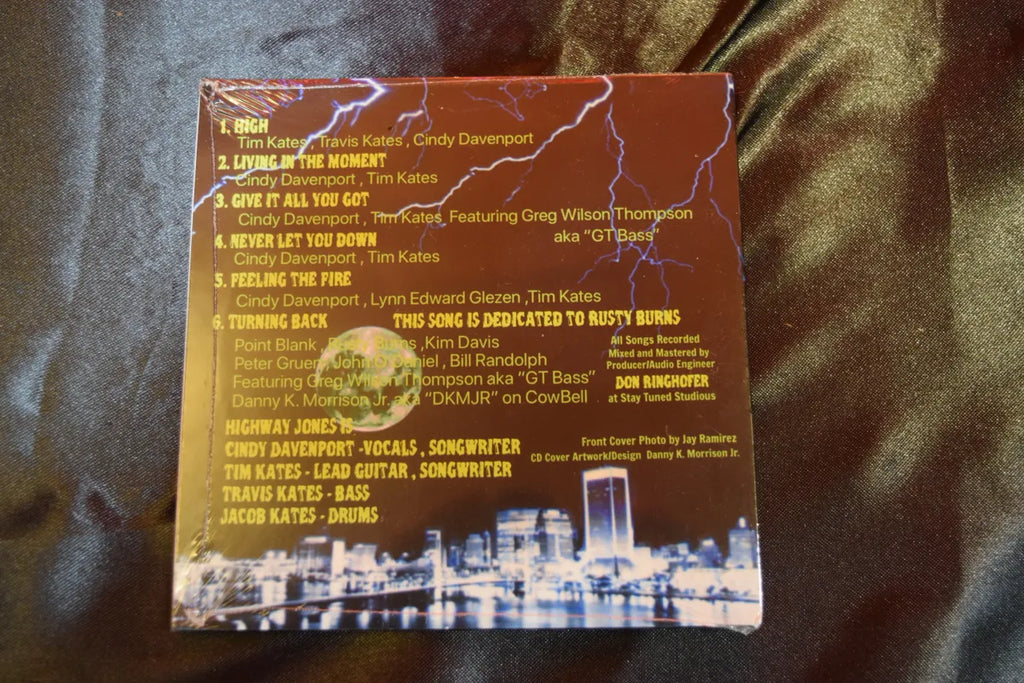 1. HIGH
Tim Kates , Travis Kates , Cindy Davenport
2. LIVING IN THE MOMENT
Cindy Davenport , Tim Kates
3. GIVE IT ALL YOU GOT
Cindy Davenport , Tim Kates Featuring Greg Wilson Thompson
aka “GT Bass”
4. NEVER LET YOU DOWN
Cindy Davenport , Tim Kates
5. FEELING THE FIRE
Cindy Davenport , Lynn Edward Glezen ,Tim Kates
6. TURNING BACK THIS SONG IS DEDICATED TO RUSTY BURNS
Point Blank , Rusty Burns ,Kim Davis
Peter Gruen, John O'Daniel , Bill Randolph
Featuring Greg Wilson Thompson aka “GT Bass”
Danny K. Morrison Jr. aka “DKMJR” on CowBell
All Songs Recorded
Mixed and Mastered by
Producer/Audio Engineer
DON RINGHOFER
at Stay Tuned Studious
HIGHWAY JONES IS
CINDY DAVENPORT -VOCALS , SONGWRITER
TIM KATES - LEAD GUITAR , SONGWRITER
TRAVIS KATES - BASS
JACOB KATES - DRUMS
Front Cover Photo by Jay Ramirez
CD Cover Artwork/Design Danny K. Morrison Jr.